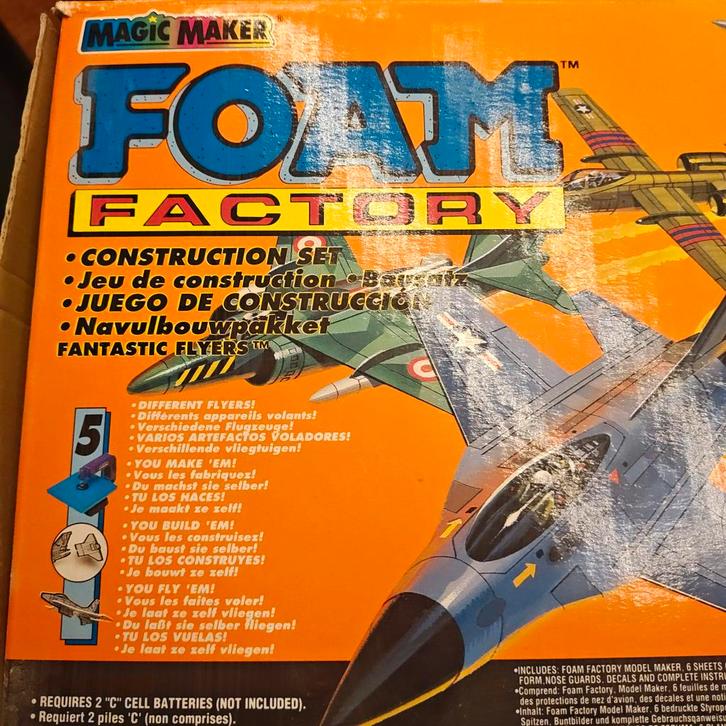 MAGIC MAKER®
FOAM™
FACTORY
• CONSTRUCTION SET
• Jeu de construction • Bausatz
• JUEGO DE CONSTRUCCIÓN
• Navulbouwpakket
FANTASTIC FLYERS™
5
• DIFFERENT FLYERS!
• Différents appareils volants!
• Verschiedene Flugzeuge!
• VARIOS ARTEFACTOS VOLADORES!
• Verschillende vliegtuigen!
• YOU MAKE 'EM!
• Vous les fabriquez!
• Du machst sie selber!
• TU LOS HACES!
• Je maakt ze zelf!
• YOU BUILD 'EM!
• Vous les construisez!
• Du baust sie selber!
• TU LOS CONSTRUYES!
• Je bouwt ze zelf!
• YOU FLY 'EM!
• Vous les faites voler!
• Je laat ze zelf vliegen!
• Du laßt sie selber fliegen!
• TU LOS VUELAS!
• Je laat ze zelf vliegen!
• REQUIRES 2 "C" CELL BATTERIES (NOT INCLUDED).
• Requiert 2 piles 'C' (non comprises).
• INCLUDES: FOAM FACTORY MODEL MAKER, 6 SHEETS
FORM, NOSE GUARDS, DECALS AND COMPLETE INSTRU
• Comprend: Foam Factory, Model Maker, 6 feuilles de m
des protections de nez d'avion, des décales et une noti
• Inhalt: Foam Factory Model Maker, 6 bedruckte Styrop
Spitzen, Buntbilder und komplette Gebrauchsanwei